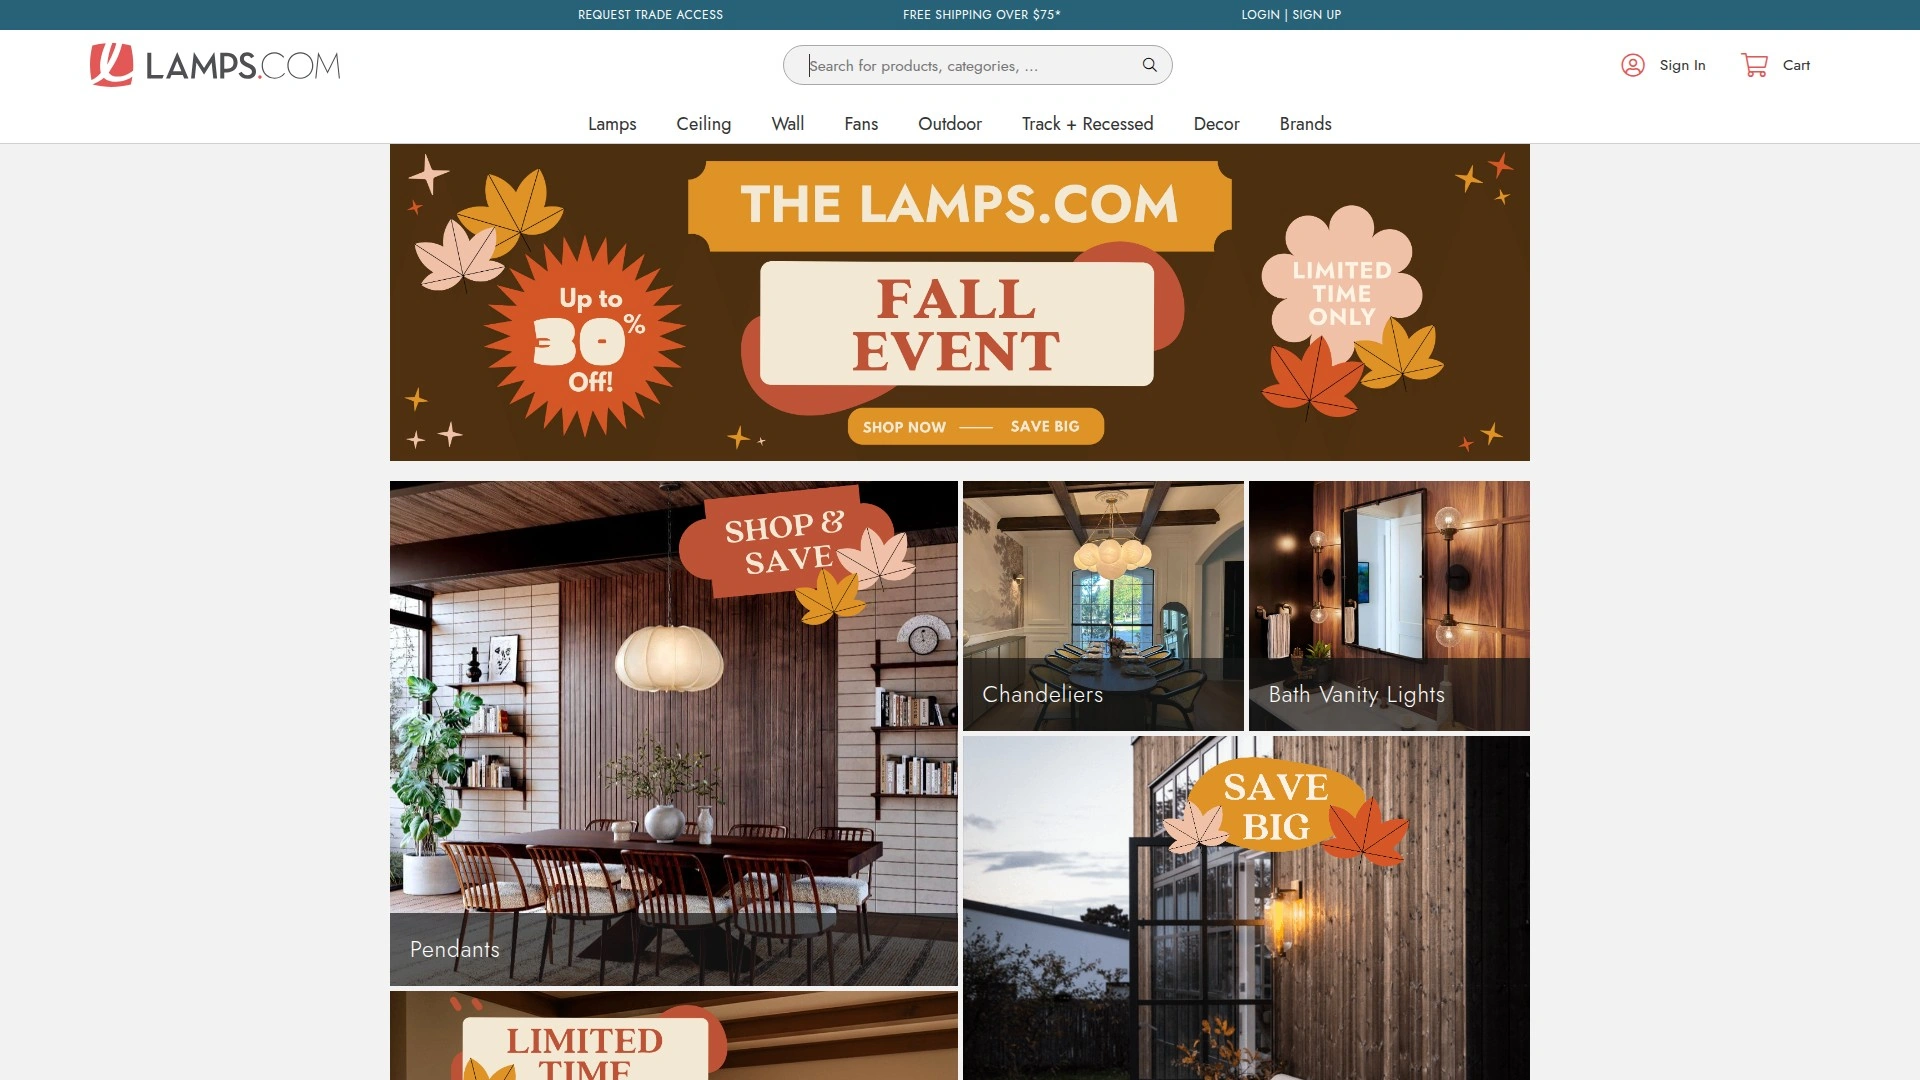 REQUEST TRADE ACCESS
FREE SHIPPING OVER $75*
LOGIN | SIGN UP
LAMPS.COM
Search for products, categories, ...
Sign In
Cart
Lamps
Ceiling
Wall
Fans
Outdoor
Track + Recessed
Decor
Brands
THE LAMPS.COM
FALL
EVENT
Up to
30%
Off!
LIMITED
TIME
ONLY
SHOP NOW — SAVE BIG
SHOP &
SAVE
Pendants
Chandeliers
Bath Vanity Lights
SAVE
BIG
LIMITED
TIME